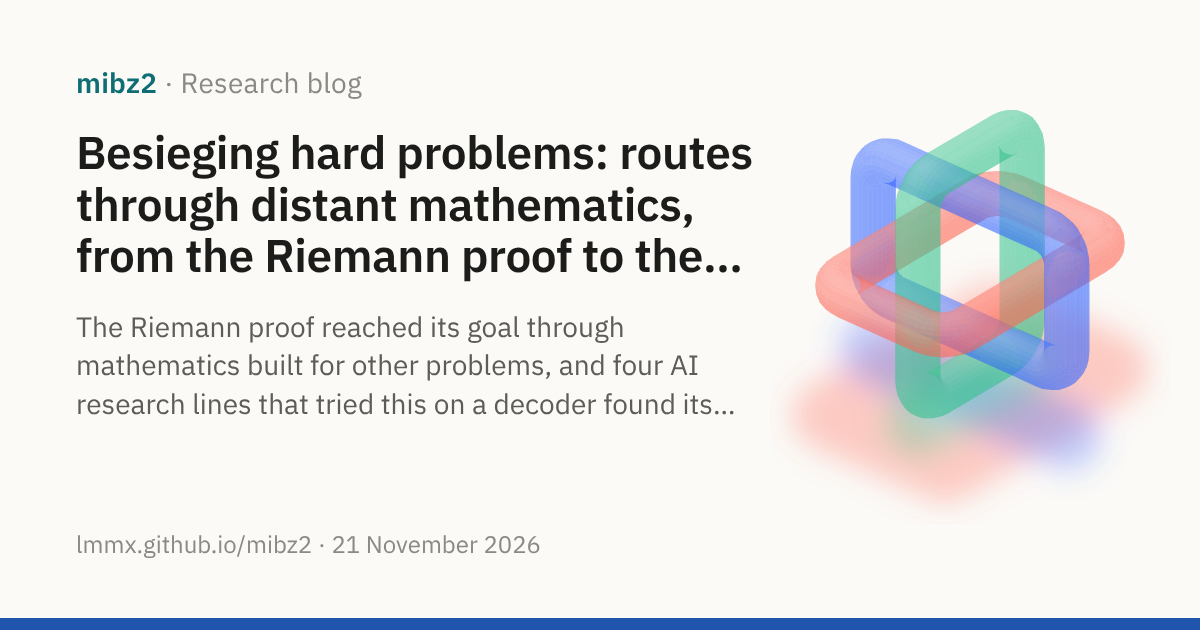 mibz2 · Research blog
Besieging hard problems: routes
through distant mathematics,
from the Riemann proof to the...
The Riemann proof reached its goal through
mathematics built for other problems, and four AI
research lines that tried this on a decoder found its...
lmmx.github.io/mibz2 · 21 November 2026